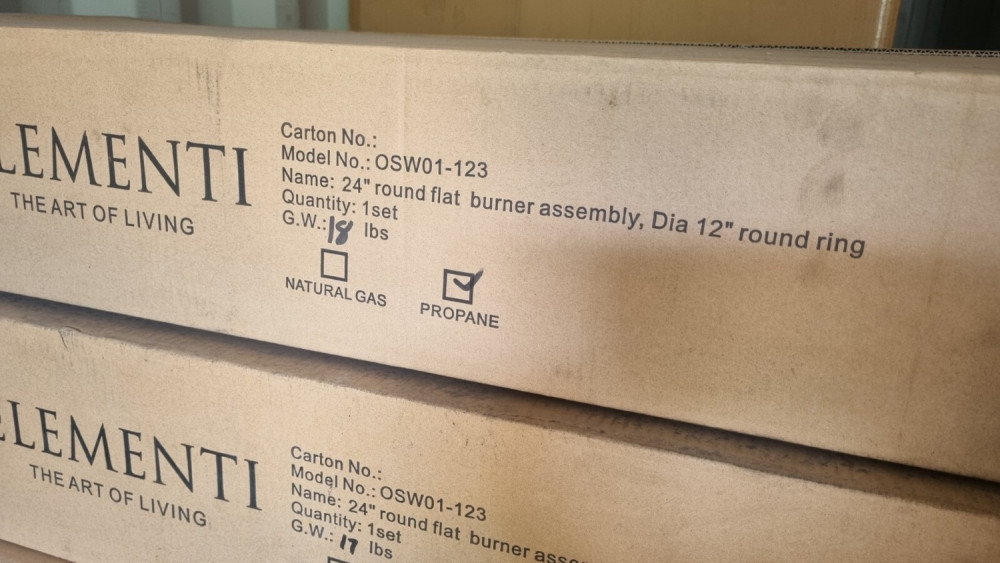 LEMENTI
THE ART OF LIVING
Carton No.:
Model No.: OSW01-123
Name: 24" round flat burner assembly, Dia 12" round ring
Quantity: 1set
G.W.: 18 lbs
NATURAL GAS
PROPANE
LEMENTI
THE ART OF LIVING
Carton No.:
Model No.: OSW01-123
Name: 24" round flat burner asse
Quantity: 1set
G.W.: 17 lbs